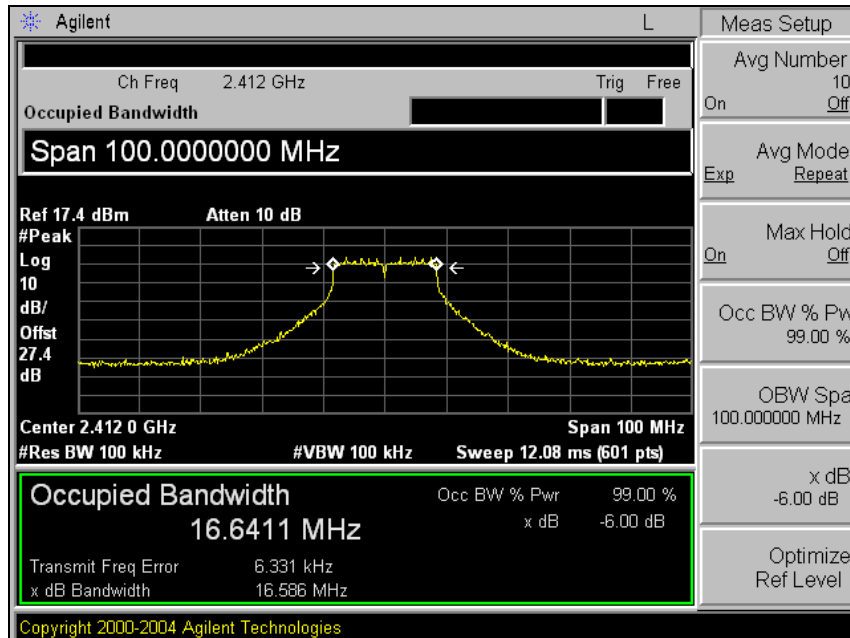 Agilent L
Meas Setup
Ch Freq 2.412 GHz Trig Free
Occupied Bandwidth
Span 100.0000000 MHz
Ref 17.4 dBm Atten 10 dB
#Peak
Log
10
dB/
Offst
27.4
dB
Center 2.412 0 GHz Span 100 MHz
#Res BW 100 kHz #VBW 100 kHz Sweep 12.08 ms (601 pts)
Occupied Bandwidth Occ BW % Pwr 99.00 %
16.6411 MHz x dB -6.00 dB
Transmit Freq Error 6.331 kHz
x dB Bandwidth 16.586 MHz
Copyright 2000-2004 Agilent Technologies
Avg Number
10
On Off
Avg Mode
Exp Repeat
Max Hold
On Off
Occ BW % Pw
99.00 %
OBW Spa
100.000000 MHz
x dB
-6.00 dB
Optimize
Ref Level